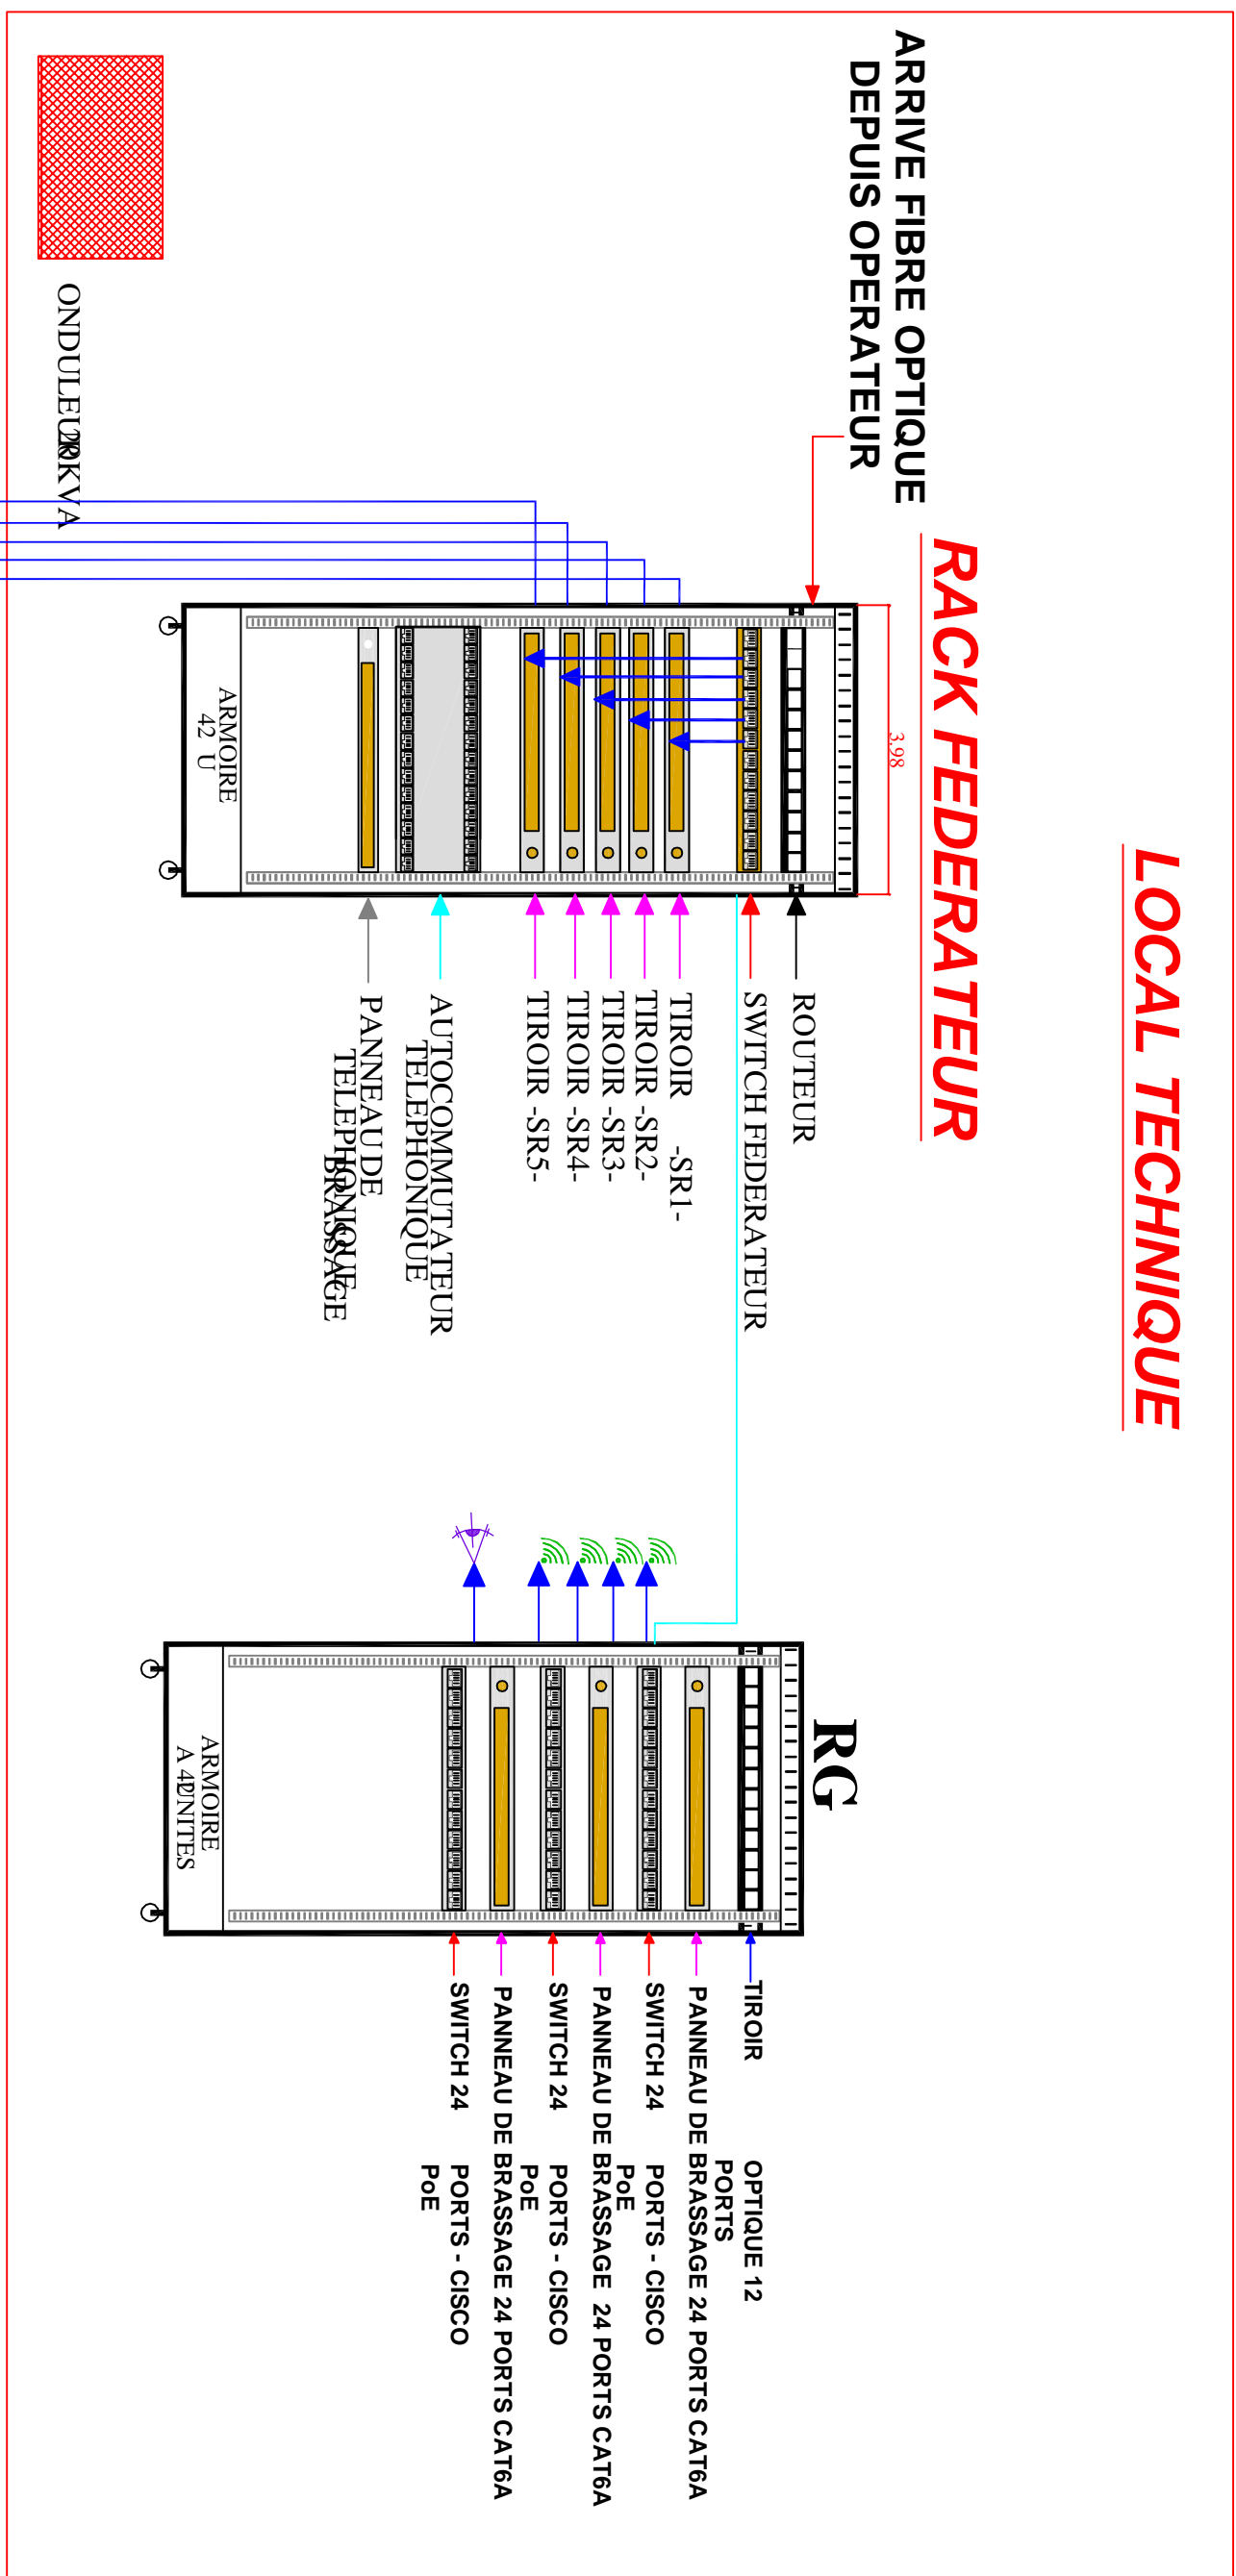 LOCAL TECHNIQUE
RACK FEDERATEUR
ARRIVE FIBRE OPTIQUE
DEPUIS OPERATEUR
3.98
ROUTEUR
SWITCH FEDERATEUR
TIROIR -SR1-
TIROIR -SR2-
TIROIR -SR3-
TIROIR -SR4-
TIROIR -SR5-
AUTOCOMMUTATEUR
TELEPHONIQUE
PANNEAU DE
TELEPHONIQUE
BRASSAGE
ARMOIRE
42 U
ONDULEUR
KVA
RG
TIROIR OPTIQUE 12
PORTS
PANNEAU DE BRASSAGE 24 PORTS CAT6A
SWITCH 24 PORTS - CISCO
PoE
PANNEAU DE BRASSAGE 24 PORTS CAT6A
SWITCH 24 PORTS - CISCO
PoE
PANNEAU DE BRASSAGE 24 PORTS CAT6A
SWITCH 24 PORTS - CISCO
PoE
ARMOIRE
A UNITES